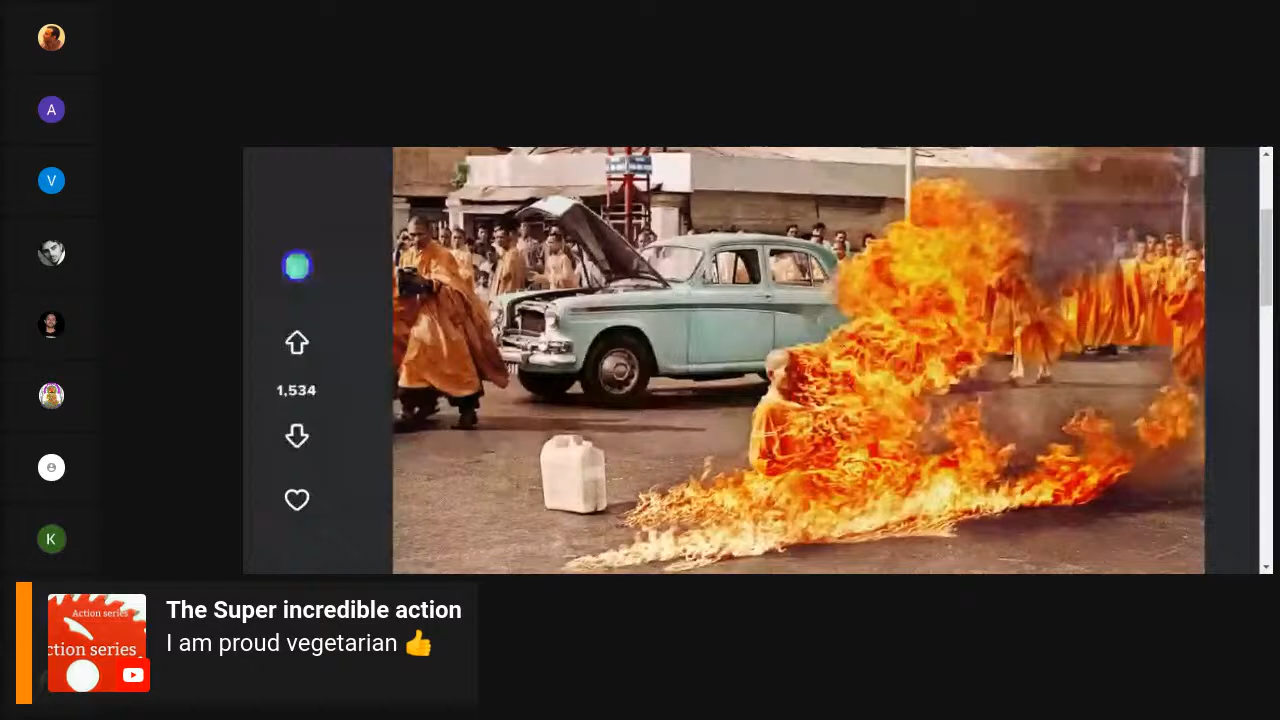 A
V
1,534
K
Action series
ction series
The Super incredible action
I am proud vegetarian 👍